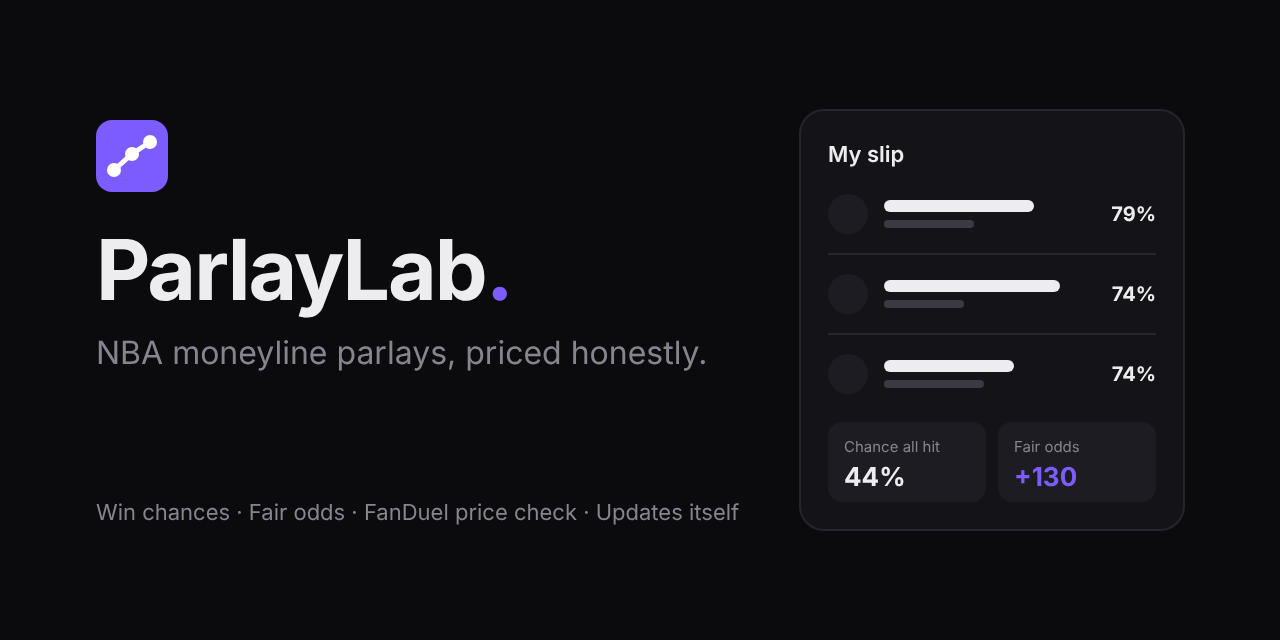 ParlayLab.
NBA moneyline parlays, priced honestly.
Win chances · Fair odds · FanDuel price check · Updates itself
My slip
79%
74%
74%
Chance all hit
44%
Fair odds
+130